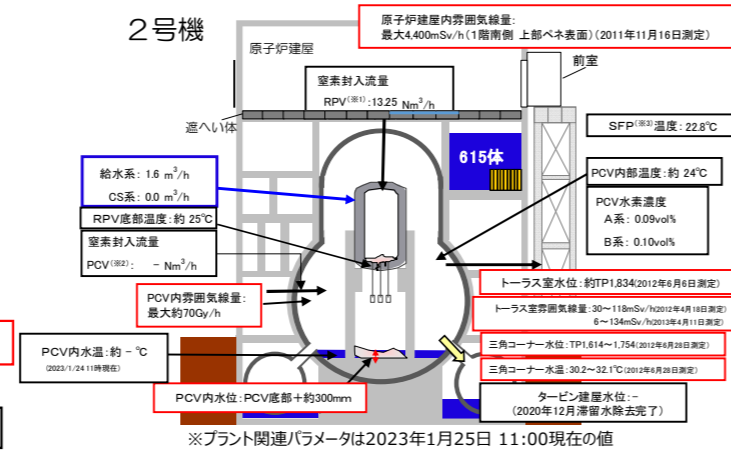 2号機
原子炉建屋内雰囲気線量:
最大4,400mSv/h(1階南側 上部ペネ表面)(2011年11月16日測定)
原子炉建屋
前室
窒素封入流量
RPV(※1):13.25 Nm³/h
遮へい体
SFP(※3)温度:22.8℃
615体
給水系: 1.6 m³/h
CS系: 0.0 m³/h
PCV内部温度:約 24℃
PCV水素濃度
A系: 0.09vol%
B系: 0.10vol%
RPV底部温度:約 25℃
窒素封入流量
PCV(※2): - Nm³/h
トーラス室水位:約TP1,834(2012年6月6日測定)
PCV内雰囲気線量:
最大約70Gy/h
トーラス室雰囲気線量:30~118mSv/h(2012年4月18日測定)
6~134mSv/h(2013年4月11日測定)
三角コーナー水位:TP1,614~1,754(2012年6月28日測定)
PCV内水温:約 - ℃
(2023/1/24 11時現在)
三角コーナー水温:30.2~32.1℃(2012年6月28日測定)
PCV内水位:PCV底部+約300mm
タービン建屋水位:-
(2020年12月滞留水除去完了)
※プラント関連パラメータは2023年1月25日 11:00現在の値